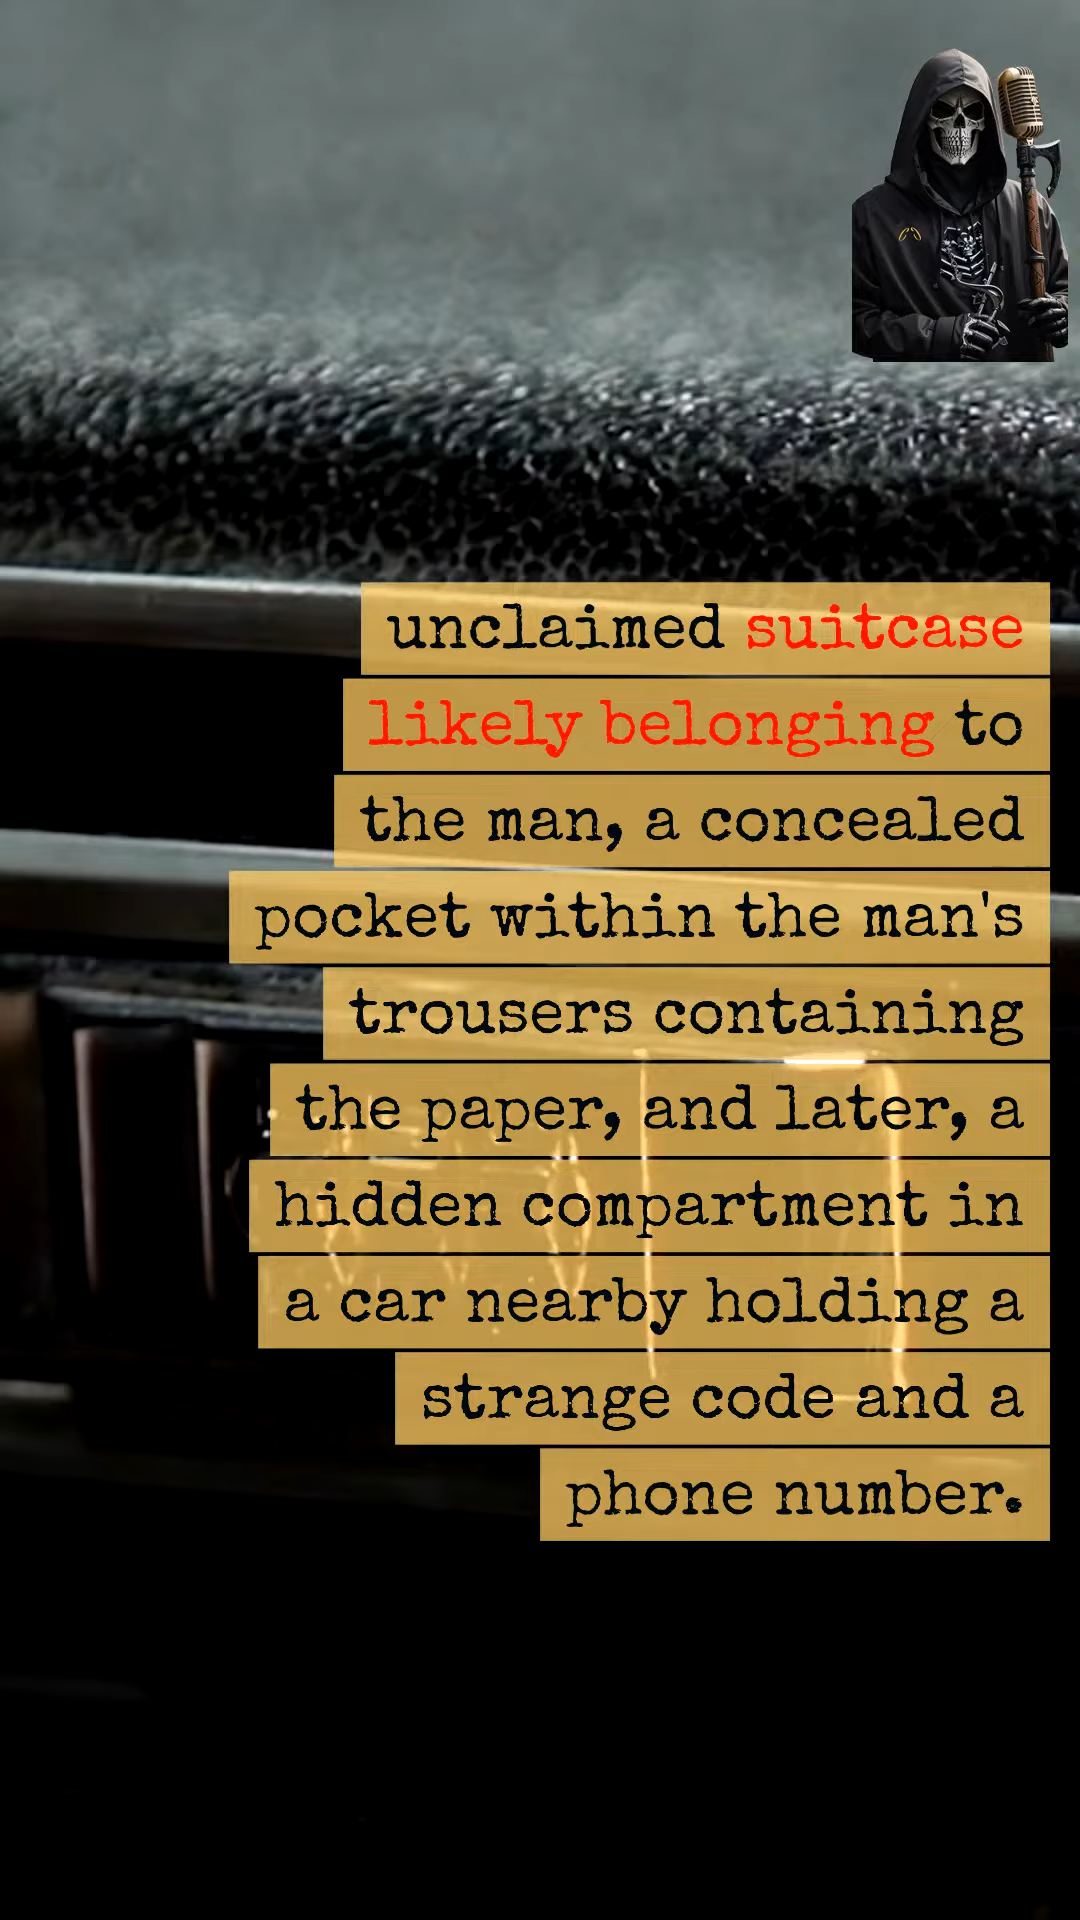 unclaimed suitcase
likely belonging to
the man, a concealed
pocket within the man's
trousers containing
the paper, and later, a
hidden compartment in
a car nearby holding a
strange code and a
phone number.